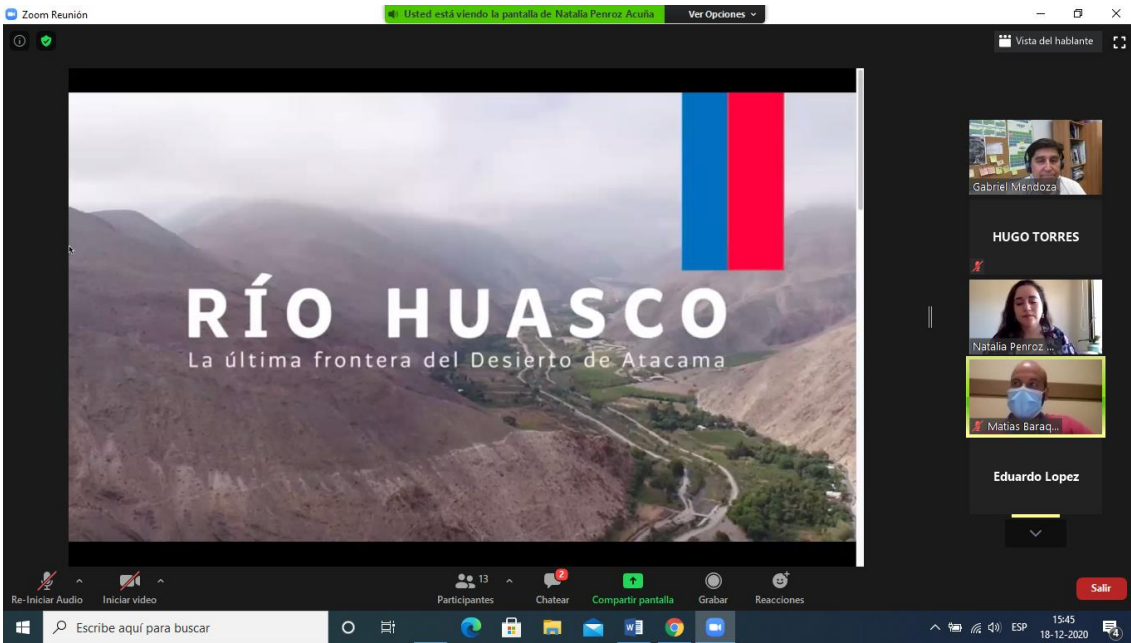 Zoom Reunión
Usted está viendo la pantalla de Natalia Penroz Acuña
Ver Opciones
Vista del hablante
RÍO HUASCO
La última frontera del Desierto de Atacama
Gabriel Mendoza
HUGO TORRES
Natalia Penroz ...
Matias Baraq...
Eduardo Lopez
Re-Iniciar Audio
Iniciar video
13
Participantes
2
Chatear
Compartir pantalla
Grabar
Reacciones
Salir
Escribe aquí para buscar
ESP
15:45
18-12-2020
4